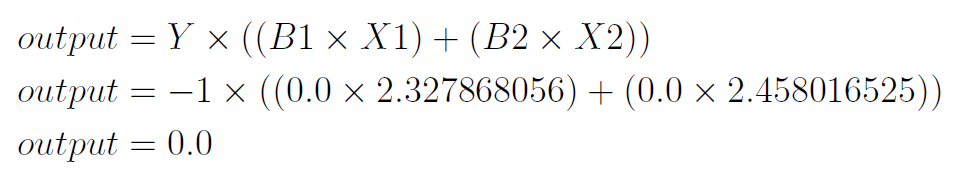 output = Y × ((B1 × X1) + (B2 × X2))
output = −1 × ((0.0 × 2.327868056) + (0.0 × 2.458016525))
output = 0.0